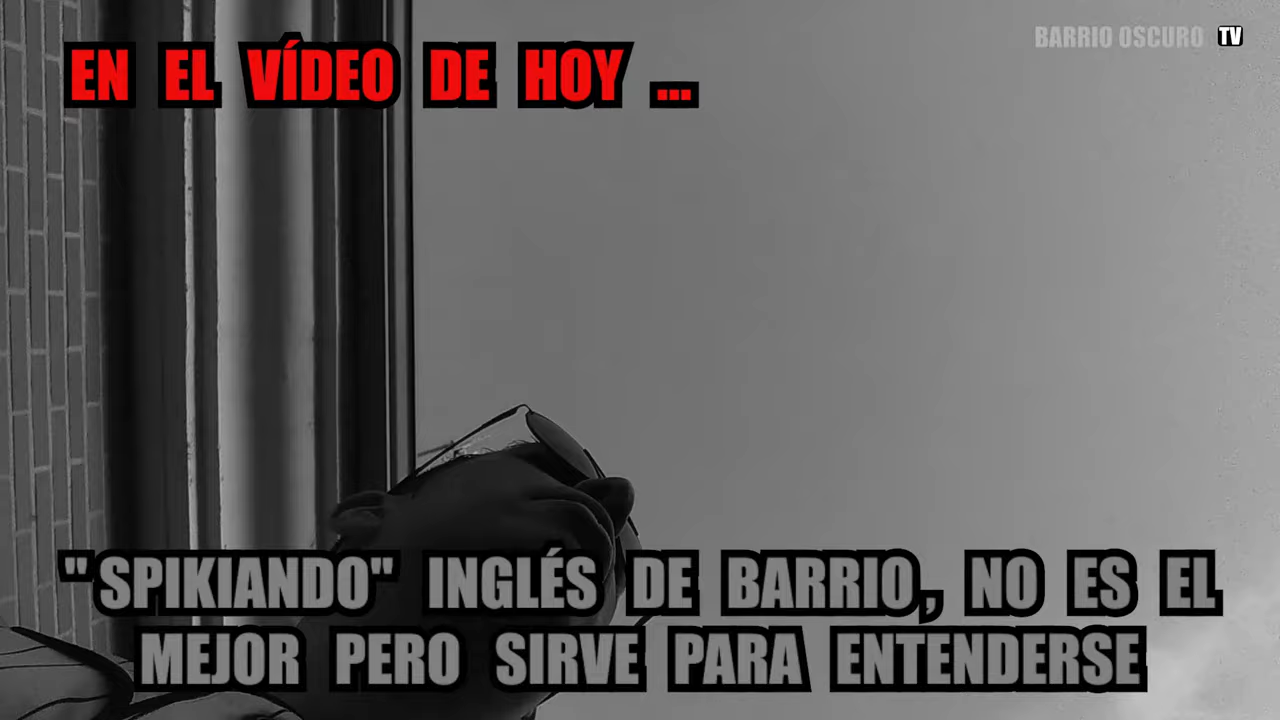 BARRIO OSCURO TV
EN EL VÍDEO DE HOY ...
"SPIKIANDO" INGLÉS DE BARRIO, NO ES EL
MEJOR PERO SIRVE PARA ENTENDERSE